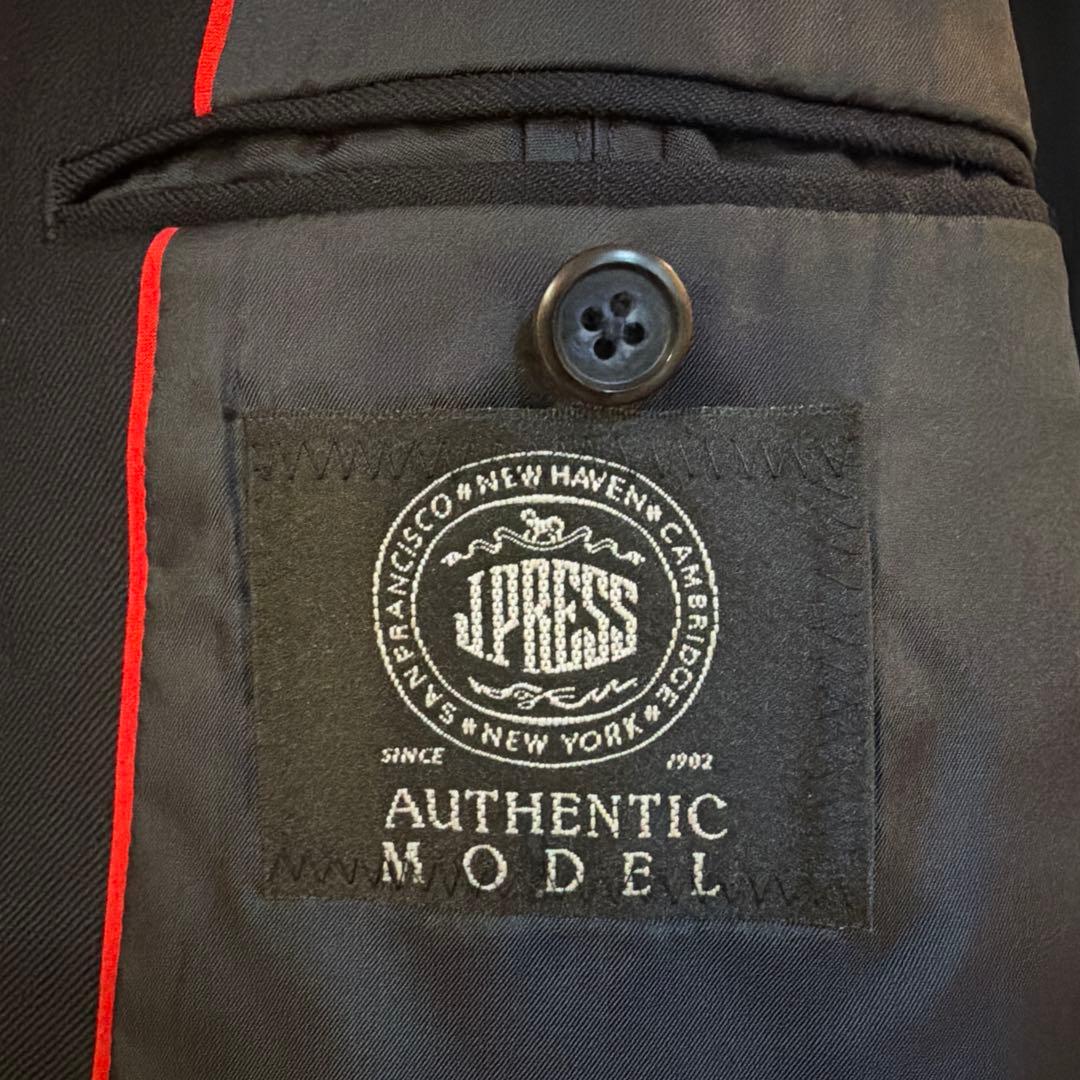 SAN FRANCISCO * NEW HAVEN * CAMBRIDGE * NEW YORK *
J.PRESS
SINCE 1902
AUTHENTIC
MODEL